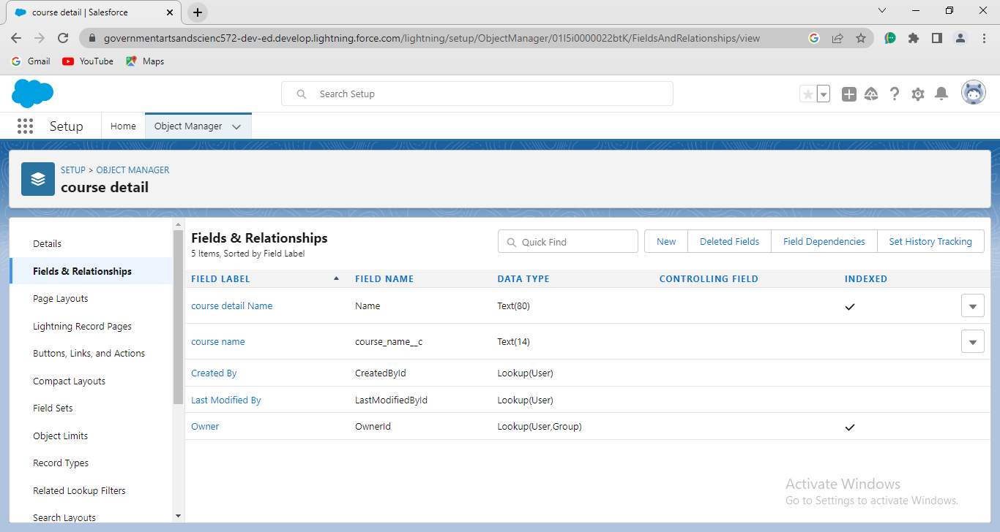 course detail | Salesforce
governmentartsandscienc572-dev-ed.develop.lightning.force.com/lightning/setup/ObjectManager/01I5i0000022btK/FieldsAndRelationships/view
Gmail YouTube Maps
Search Setup
Setup Home Object Manager
SETUP > OBJECT MANAGER
course detail
Details
Fields & Relationships
Page Layouts
Lightning Record Pages
Buttons, Links, and Actions
Compact Layouts
Field Sets
Object Limits
Record Types
Related Lookup Filters
Search Layouts
Fields & Relationships
5 Items, Sorted by Field Label
Quick Find New Deleted Fields Field Dependencies Set History Tracking
FIELD LABEL FIELD NAME DATA TYPE CONTROLLING FIELD INDEXED
course detail Name Name Text(80)
course name course_name__c Text(14)
Created By CreatedById Lookup(User)
Last Modified By LastModifiedById Lookup(User)
Owner OwnerId Lookup(User,Group)
Activate Windows
Go to Settings to activate Windows.